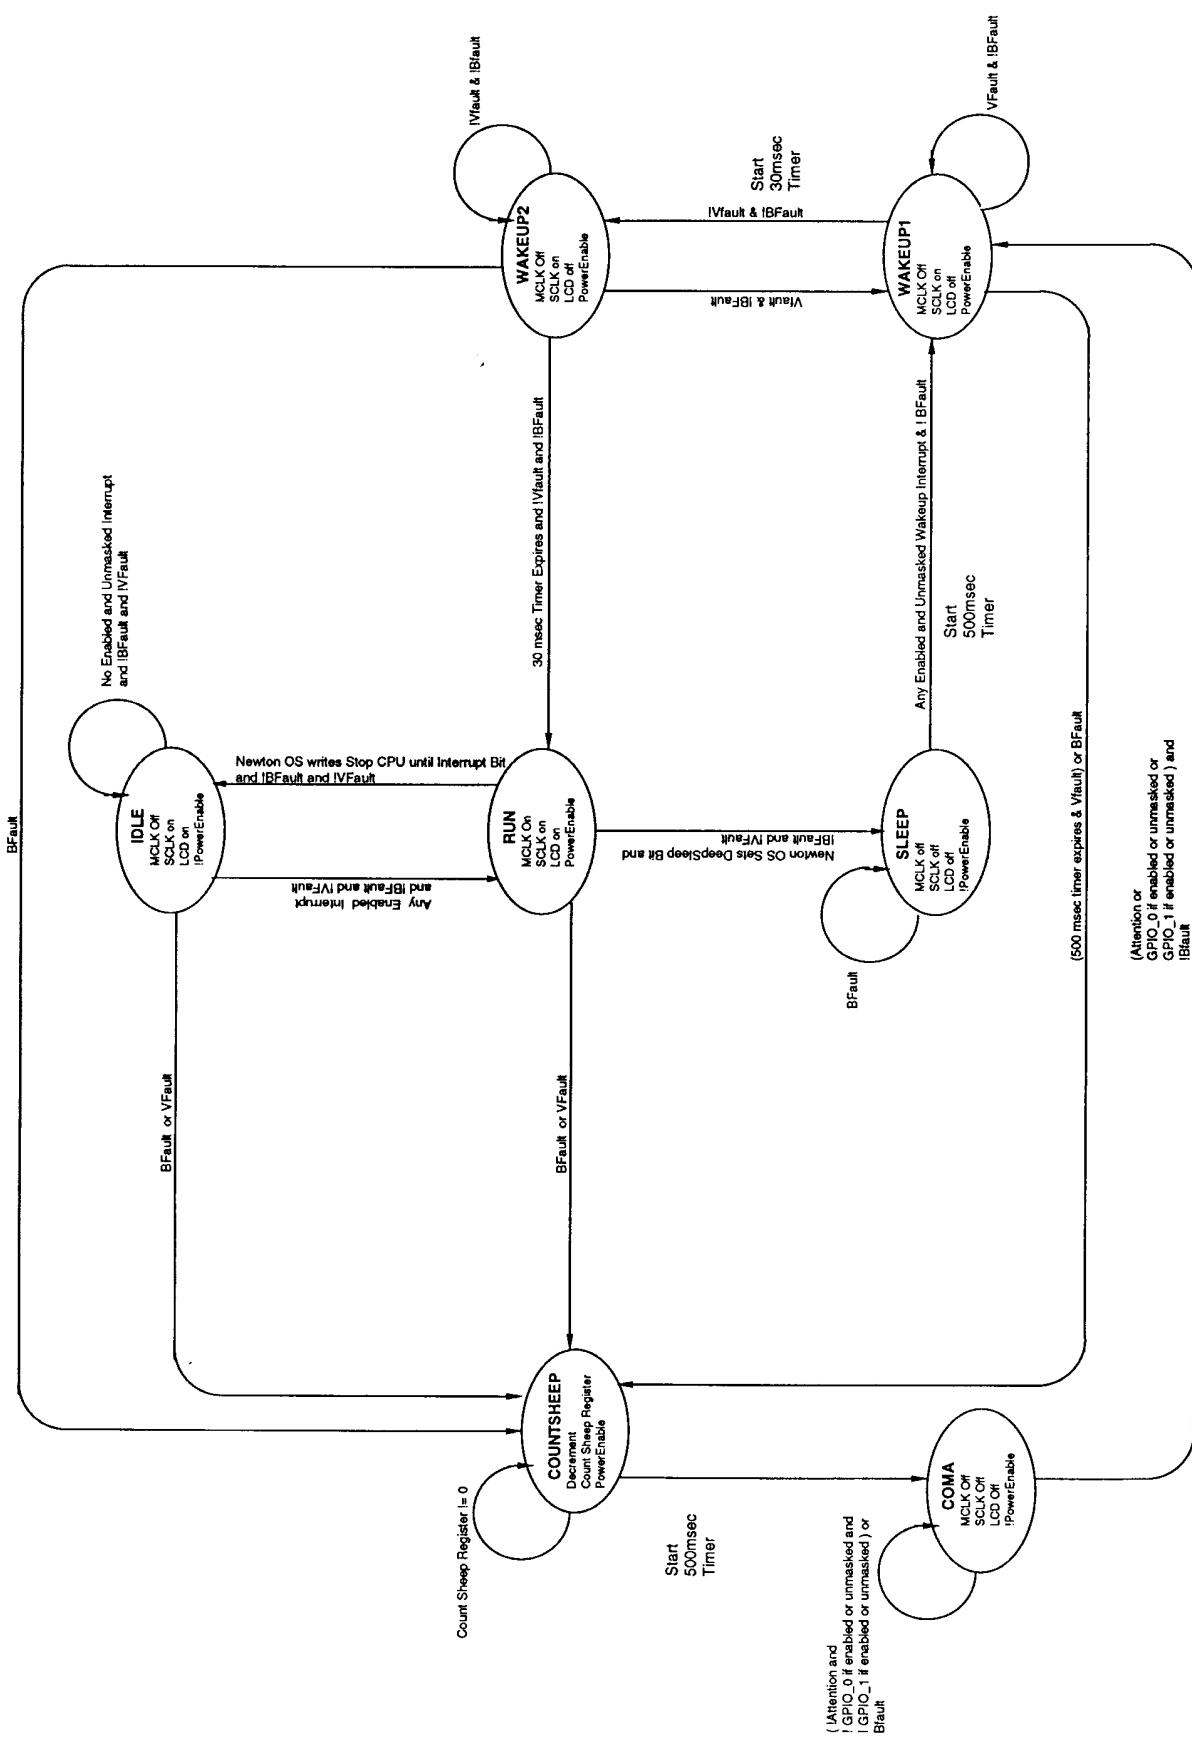 BFault
!Vfault & !Bfault
WAKEUP2
MCLK Off
SCLK on
LCD off
PowerEnable
Start
30msec
Timer
!Vfault & !BFault
Vfault & !BFault
VFault & !BFault
WAKEUP1
MCLK Off
SCLK on
LCD off
PowerEnable
30 msec Timer Expires and !Vfault and !BFault
Any Enabled and Unmasked Wakeup Interrupt & ! BFault
Start
500msec
Timer
No Enabled and Unmasked Interrupt
and !BFault and !VFault
IDLE
MCLK Off
SCLK on
LCD on
!PowerEnable
Newton OS writes Stop CPU until Interrupt Bit
and !BFault and !VFault
Any Enabled Interrupt
and !BFault and !VFault
RUN
MCLK On
SCLK on
LCD on
PowerEnable
Newton OS Sets DeepSleep Bit and
!BFault and !VFault
SLEEP
MCLK off
SCLK off
LCD off
!PowerEnable
BFault
(500 msec timer expires & Vfault) or BFault
(Attention or
GPIO_0 if enabled or unmasked or
GPIO_1 if enabled or unmasked ) and
!Bfault
BFault or VFault
BFault or VFault
COUNTSHEEP
Decrement
Count Sheep Register
PowerEnable
Count Sheep Register != 0
Start
500msec
Timer
COMA
MCLK Off
SCLK Off
LCD Off
!PowerEnable
( !Attention and
! GPIO_0 if enabled or unmasked and
! GPIO_1 if enabled or unmasked ) or
Bfault